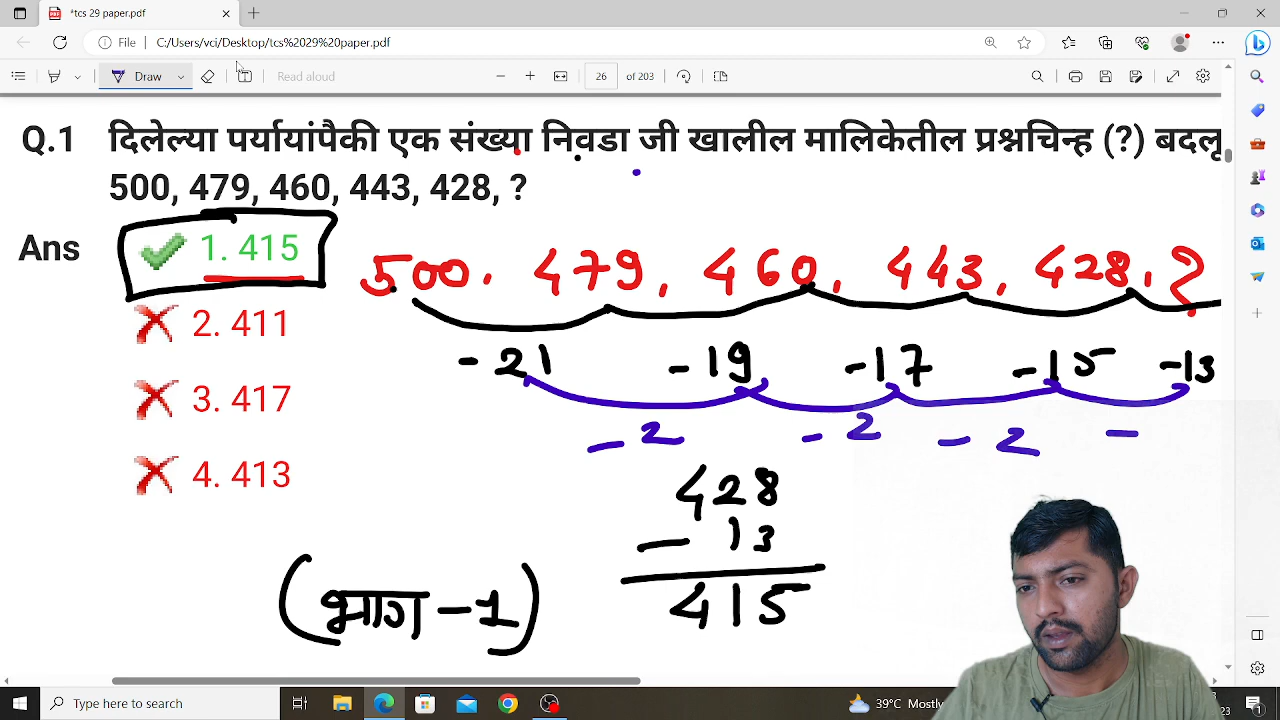 *tcs 29 paper.pdf
File C:/Users/vci/Desktop/tcs%2029%20paper.pdf
Draw Read aloud 26 of 203
Q.1 दिलेल्या पर्यायांपैकी एक संख्या निवडा जी खालील मालिकेतील प्रश्नचिन्ह (?) बदलू
500, 479, 460, 443, 428, ?
Ans 1. 415
500. 479, 460, 443, 428, ?
2. 411
-21 -19 -17 -15 -13
3. 417
-2 -2 -2 -
4. 413
428
- 13
415
(भाग -1)
Type here to search
39°C Mostly